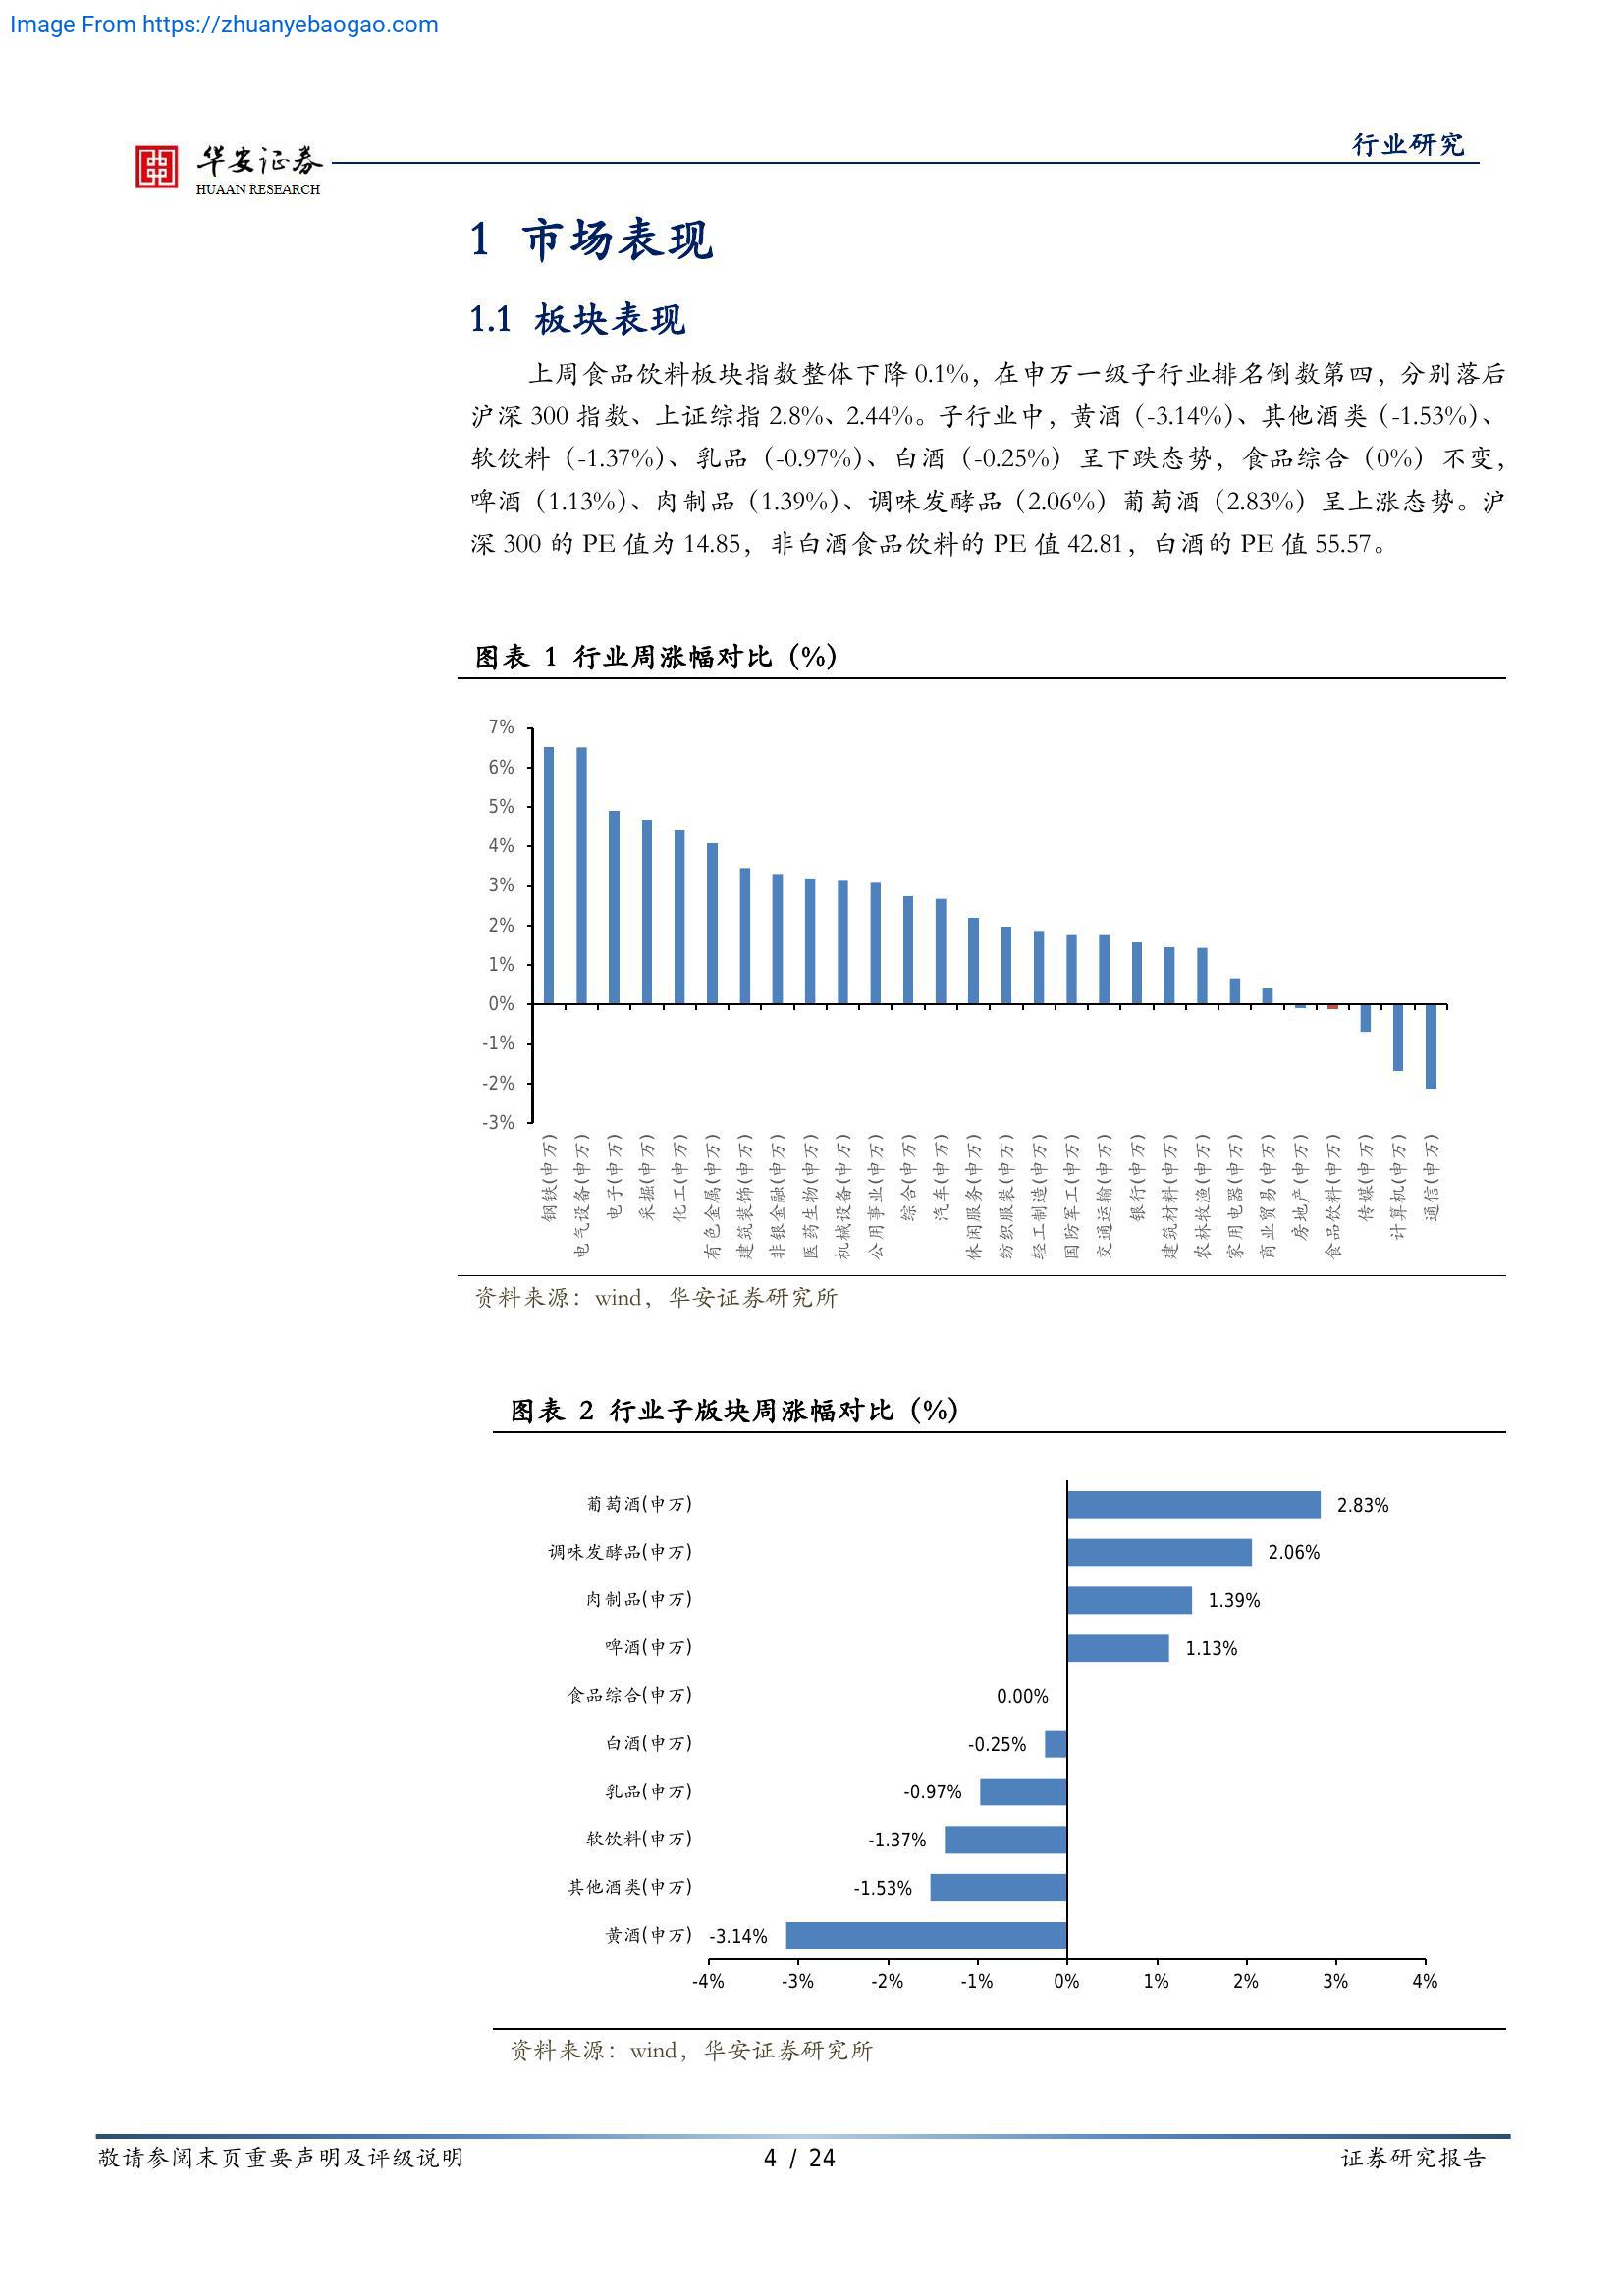 Image From https://zhuanyebaogao.com
行业研究
华安证券
HUAAN RESEARCH
1 市场表现
1.1 板块表现
上周食品饮料板块指数整体下降 0.1%，在申万一级子行业排名倒数第四，分别落后
沪深 300 指数、上证综指 2.8%、2.44%。子行业中，黄酒（-3.14%）、其他酒类（-1.53%）、
软饮料（-1.37%）、乳品（-0.97%）、白酒（-0.25%）呈下跌态势，食品综合（0%）不变，
啤酒（1.13%）、肉制品（1.39%）、调味发酵品（2.06%）葡萄酒（2.83%）呈上涨态势。沪
深 300 的 PE 值为 14.85，非白酒食品饮料的 PE 值 42.81，白酒的 PE 值 55.57。
图表 1 行业周涨幅对比（%）
7%
6%
5%
4%
3%
2%
1%
0%
-1%
-2%
-3%
钢铁(申万)
电气设备(申万)
电子(申万)
采掘(申万)
化工(申万)
有色金属(申万)
建筑装饰(申万)
非银金融(申万)
医药生物(申万)
机械设备(申万)
公用事业(申万)
综合(申万)
汽车(申万)
休闲服务(申万)
纺织服装(申万)
轻工制造(申万)
国防军工(申万)
交通运输(申万)
银行(申万)
建筑材料(申万)
农林牧渔(申万)
家用电器(申万)
商业贸易(申万)
房地产(申万)
食品饮料(申万)
传媒(申万)
计算机(申万)
通信(申万)
资料来源：wind，华安证券研究所
图表 2 行业子版块周涨幅对比（%）
葡萄酒(申万) 2.83%
调味发酵品(申万) 2.06%
肉制品(申万) 1.39%
啤酒(申万) 1.13%
食品综合(申万) 0.00%
白酒(申万) -0.25%
乳品(申万) -0.97%
软饮料(申万) -1.37%
其他酒类(申万) -1.53%
黄酒(申万) -3.14%
-4% -3% -2% -1% 0% 1% 2% 3% 4%
资料来源：wind，华安证券研究所
敬请参阅末页重要声明及评级说明 4 / 24 证券研究报告